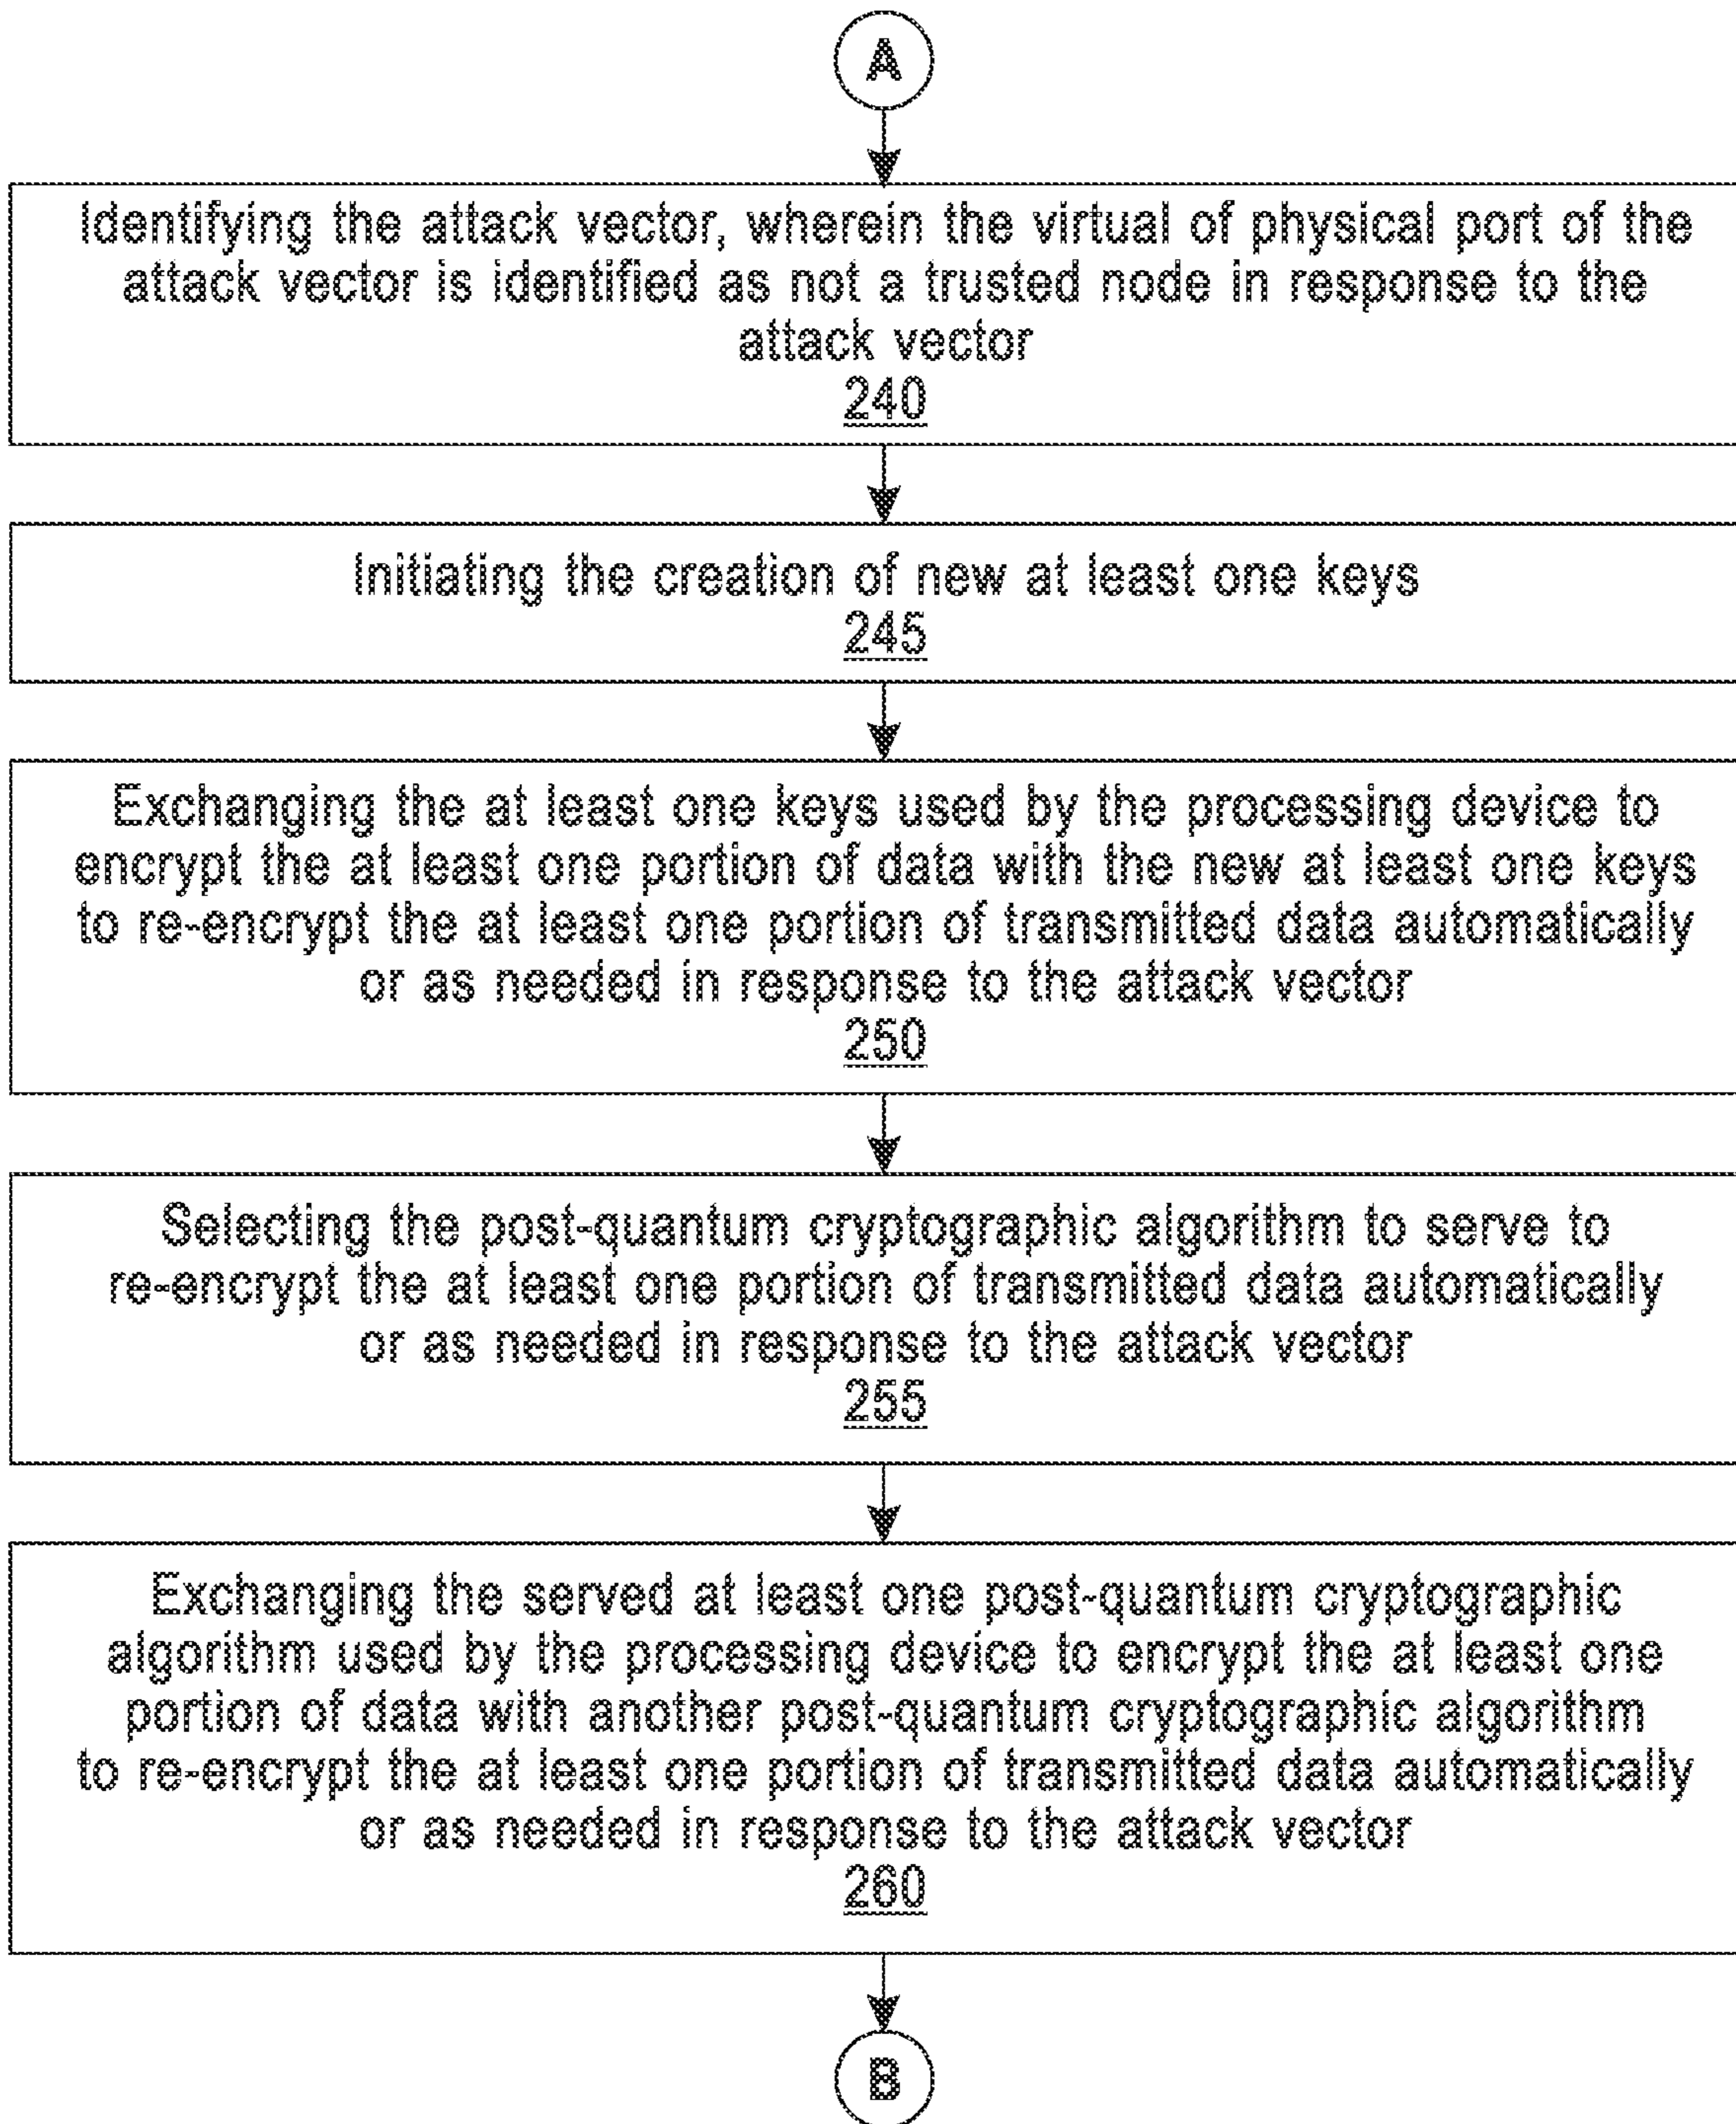 A
Identifying the attack vector, wherein the virtual of physical port of the
attack vector is identified as not a trusted node in response to the
attack vector
240
Initiating the creation of new at least one keys
245
Exchanging the at least one keys used by the processing device to
encrypt the at least one portion of data with the new at least one keys
to re-encrypt the at least one portion of transmitted data automatically
or as needed in response to the attack vector
250
Selecting the post-quantum cryptographic algorithm to serve to
re-encrypt the at least one portion of transmitted data automatically
or as needed in response to the attack vector
255
Exchanging the served at least one post-quantum cryptographic
algorithm used by the processing device to encrypt the at least one
portion of data with another post-quantum cryptographic algorithm
to re-encrypt the at least one portion of transmitted data automatically
or as needed in response to the attack vector
260
B